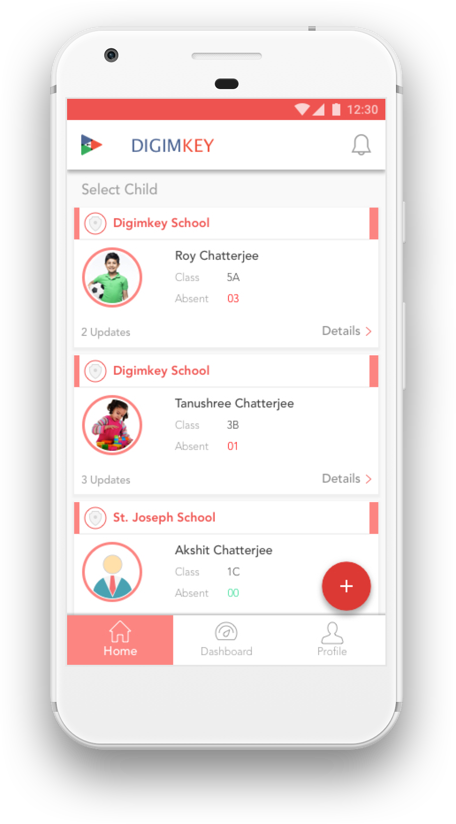 12:30
DIGIMKEY
Select Child
Digimkey School
Roy Chatterjee
Class 5A
Absent 03
2 Updates Details >
Digimkey School
Tanushree Chatterjee
Class 3B
Absent 01
3 Updates Details >
St. Joseph School
Akshit Chatterjee
Class 1C
Absent 00
+
Home Dashboard Profile